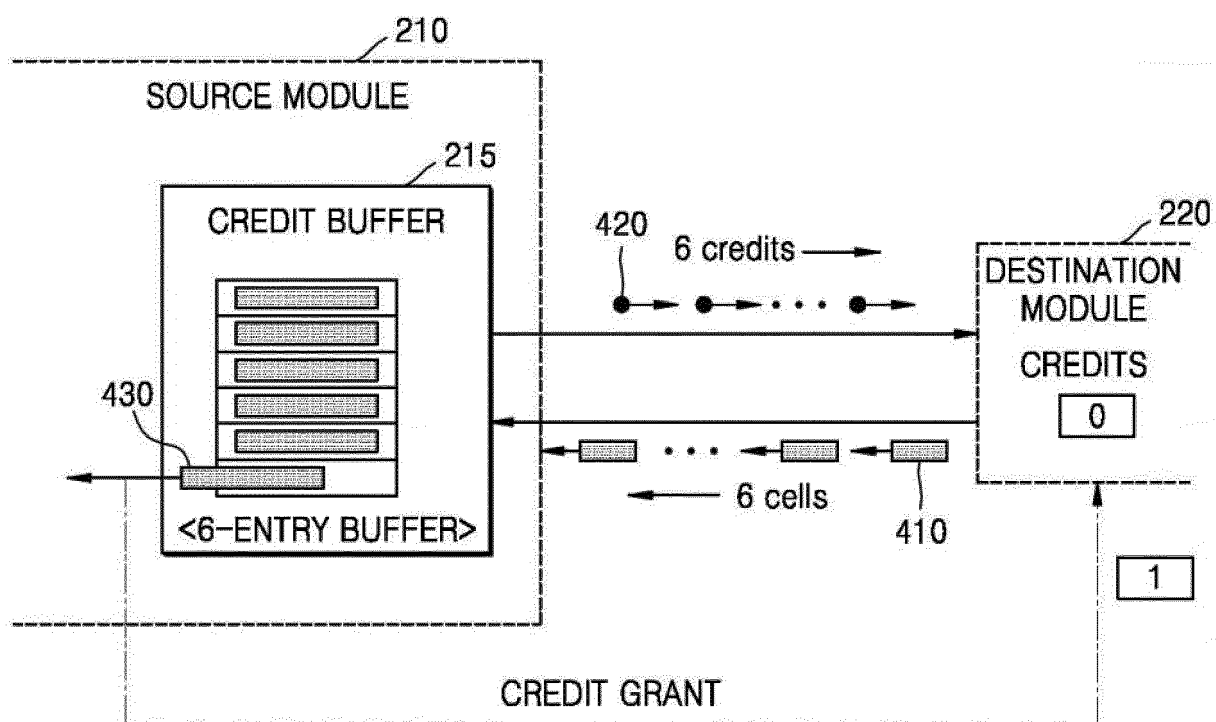 210
SOURCE MODULE
215
CREDIT BUFFER
420
6 credits
220
DESTINATION
MODULE
CREDITS
0
430
6 cells
410
<6-ENTRY BUFFER>
1
CREDIT GRANT